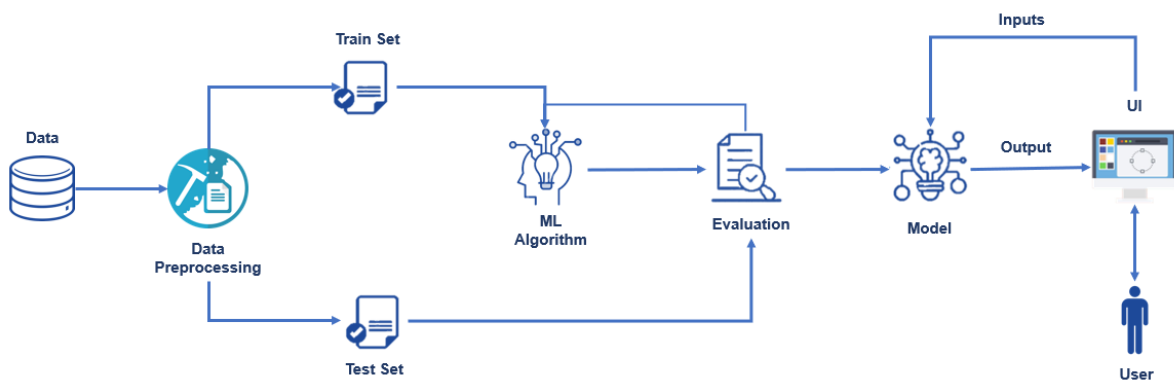 Inputs
Train Set
UI
Data
Output
ML
Algorithm
Evaluation
Model
Data
Preprocessing
Test Set
User